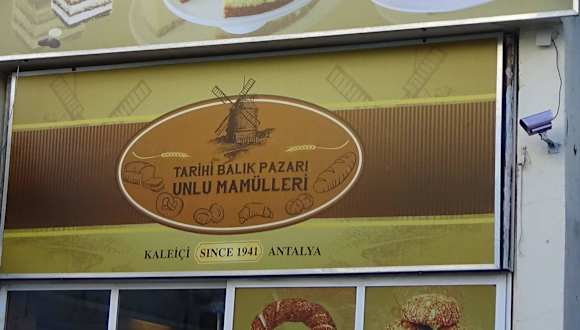 TARİHİ BALIK PAZARI
UNLU MAMÜLLERİ
KALEİÇİ SINCE 1941 ANTALYA